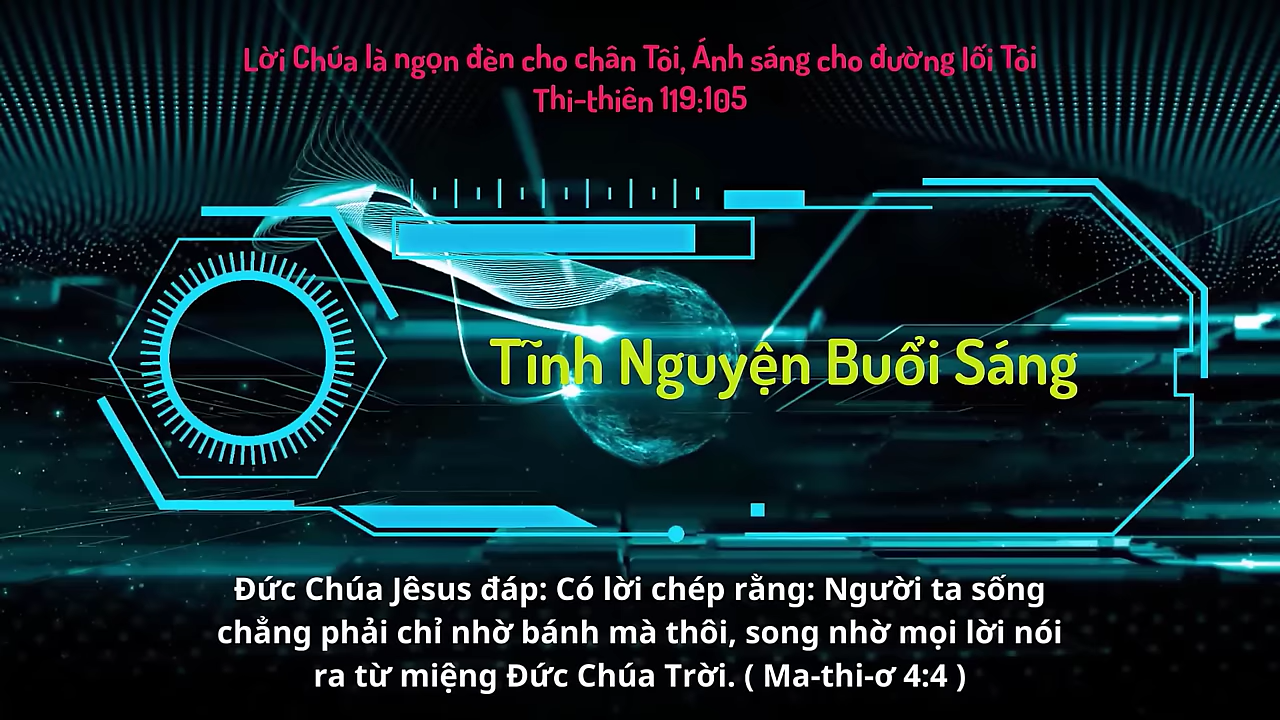 Lời Chúa là ngọn đèn cho chân Tôi, Ánh sáng cho đường lối Tôi
Thi-thiên 119:105
Tĩnh Nguyện Buổi Sáng
Đức Chúa Jêsus đáp: Có lời chép rằng: Người ta sống
chẳng phải chỉ nhờ bánh mà thôi, song nhờ mọi lời nói
ra từ miệng Đức Chúa Trời. ( Ma-thi-ơ 4:4 )